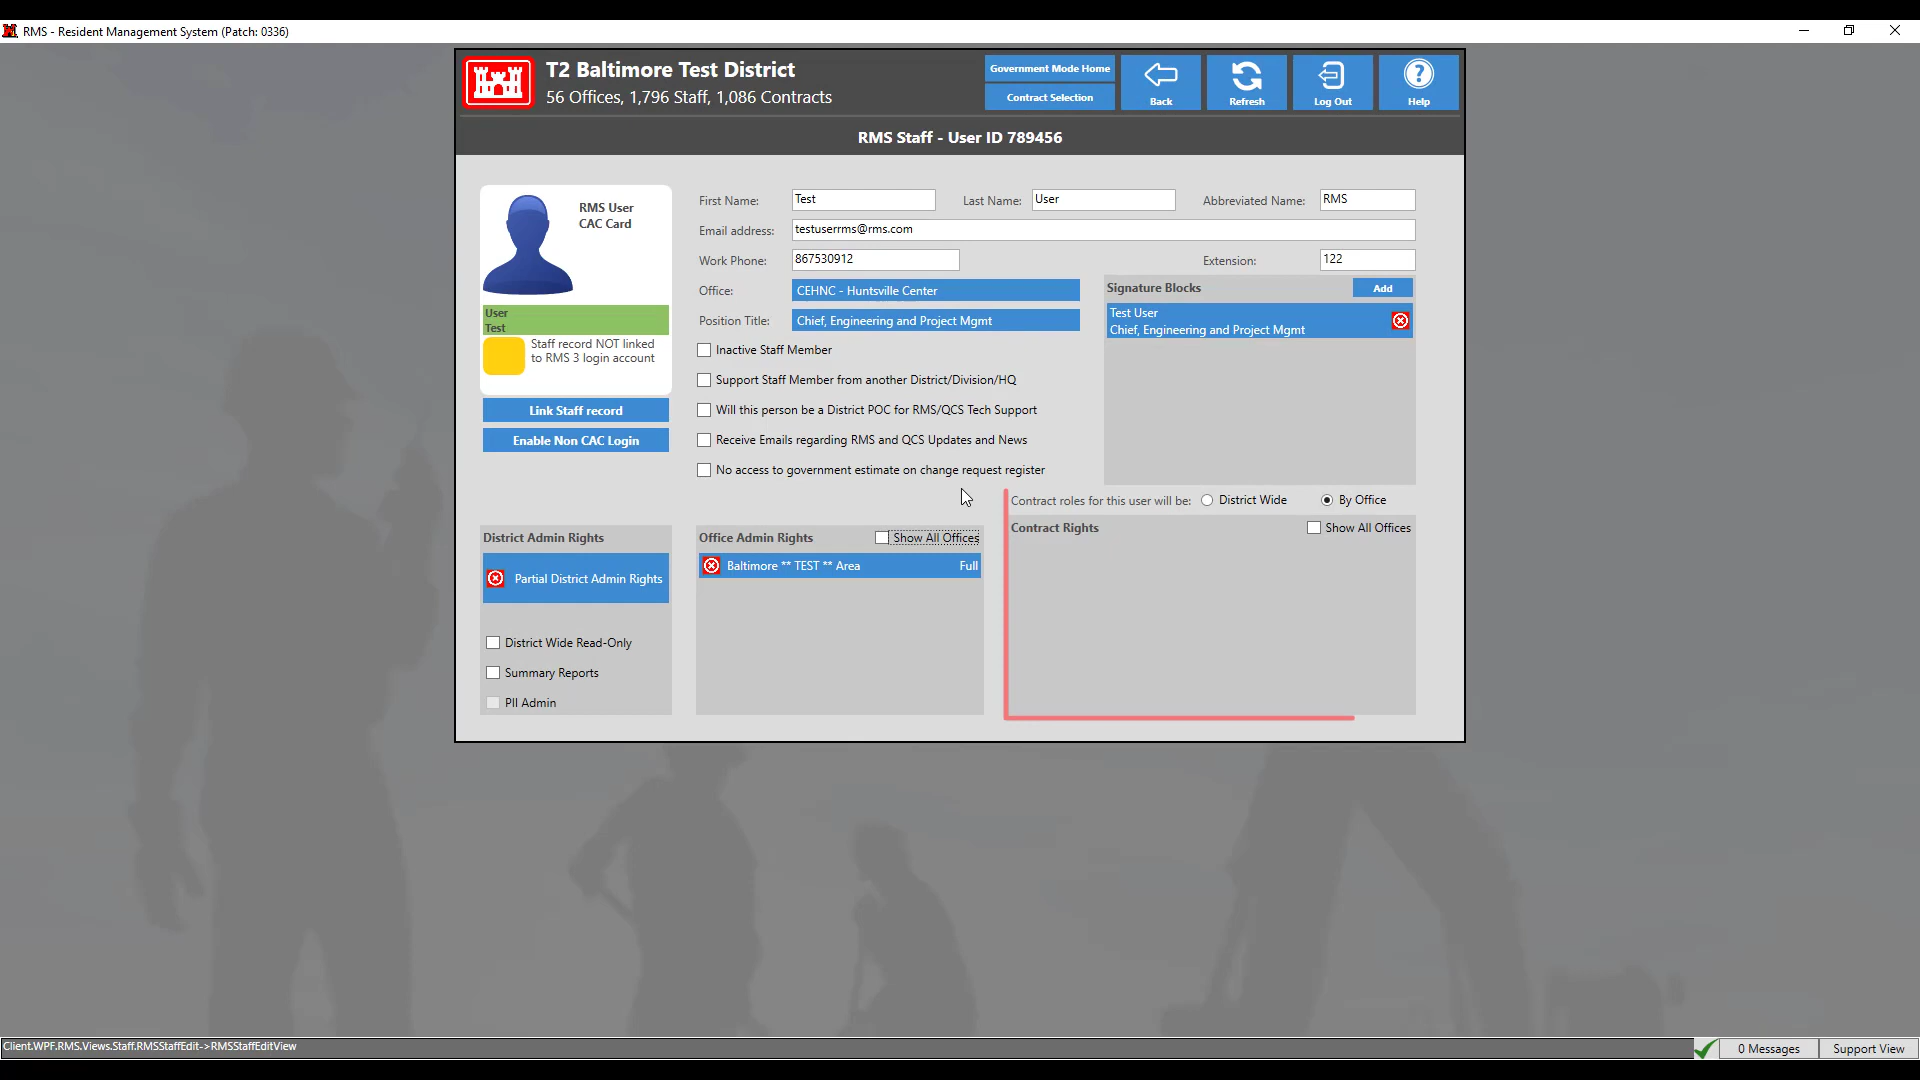 RMS - Resident Management System (Patch: 0336)
T2 Baltimore Test District
56 Offices, 1,796 Staff, 1,086 Contracts
Government Mode Home
Contract Selection
Back
Refresh
Log Out
?
Help
RMS Staff - User ID 789456
RMS User
CAC Card
User
Test
Staff record NOT linked
to RMS 3 login account
Link Staff record
Enable Non CAC Login
First Name: Test Last Name: User Abbreviated Name: RMS
Email address: testuserrms@rms.com
Work Phone: 867530912 Extension: 122
Office: CEHNC - Huntsville Center
Position Title: Chief, Engineering and Project Mgmt
Signature Blocks Add
Test User
Chief, Engineering and Project Mgmt
Inactive Staff Member
Support Staff Member from another District/Division/HQ
Will this person be a District POC for RMS/QCS Tech Support
Receive Emails regarding RMS and QCS Updates and News
No access to government estimate on change request register
Contract roles for this user will be: District Wide By Office
District Admin Rights
Partial District Admin Rights
District Wide Read-Only
Summary Reports
PII Admin
Office Admin Rights Show All Offices
Baltimore ** TEST ** Area Full
Contract Rights Show All Offices
Client.WPF.RMS.Views.Staff.RMSStaffEdit->RMSStaffEditView
0 Messages
Support View